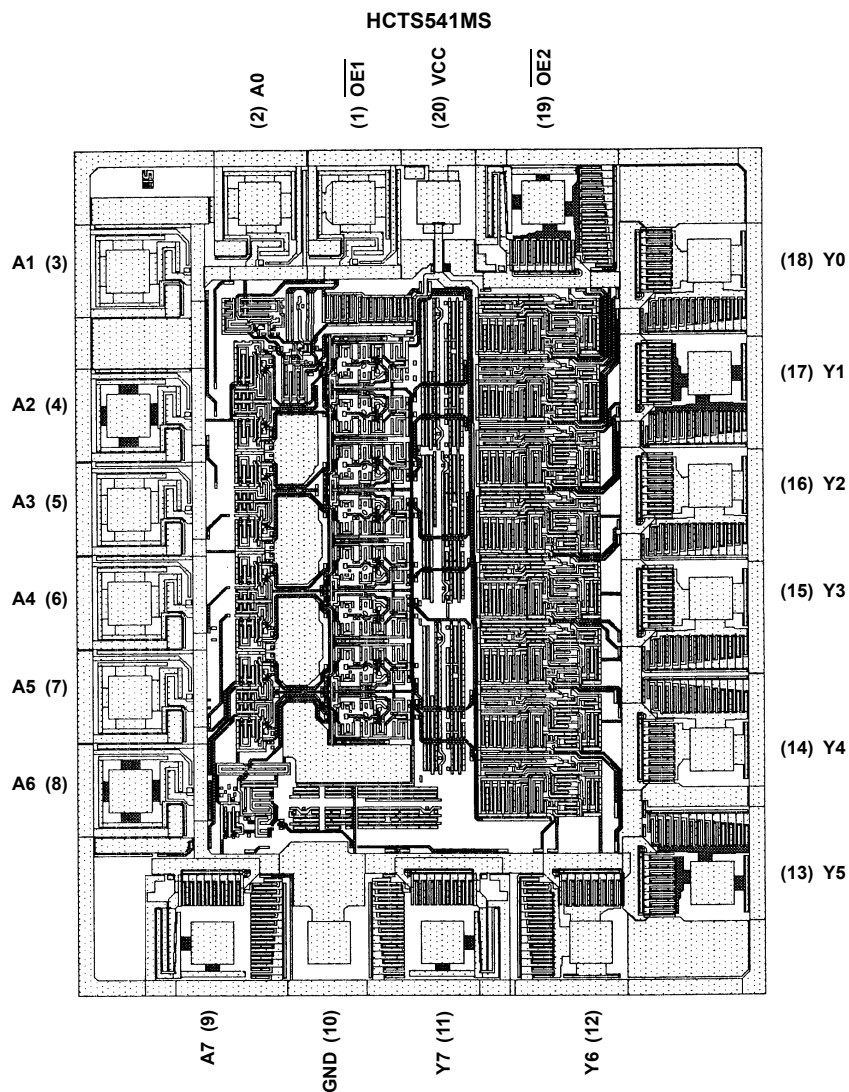 HCTS541MS
(2) A0
(1) OE1
(20) VCC
(19) OE2
A1 (3)
A2 (4)
A3 (5)
A4 (6)
A5 (7)
A6 (8)
(18) Y0
(17) Y1
(16) Y2
(15) Y3
(14) Y4
(13) Y5
A7 (9)
GND (10)
Y7 (11)
Y6 (12)